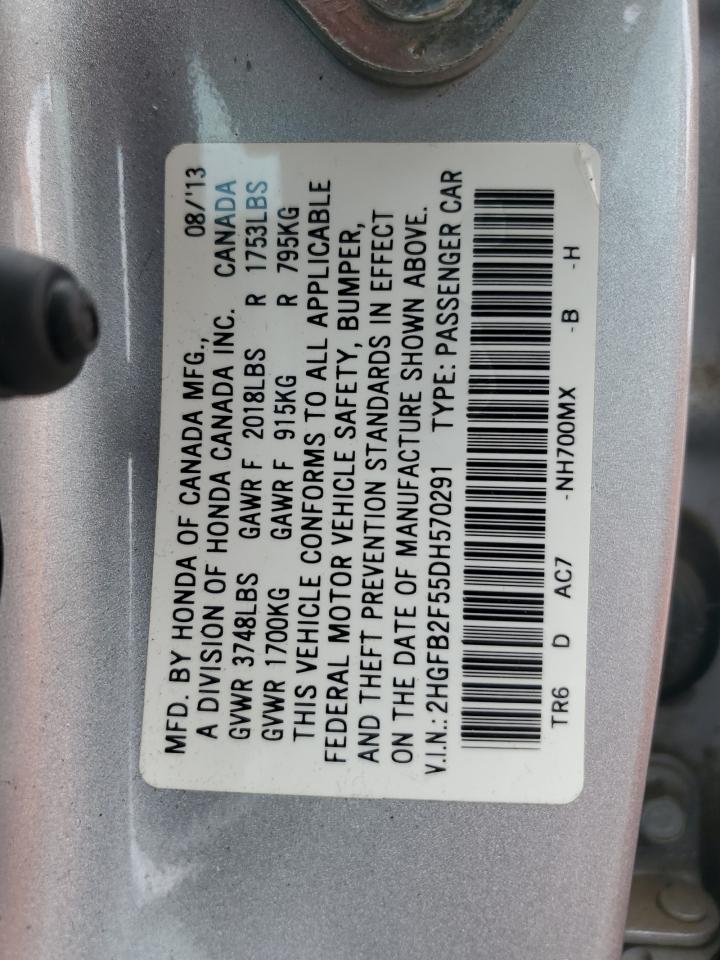 MFD. BY HONDA OF CANADA MFG., 08/'13
A DIVISION OF HONDA CANADA INC. CANADA
GVWR 3748LBS GAWR F 2018LBS R 1753LBS
GVWR 1700KG GAWR F 915KG R 795KG
THIS VEHICLE CONFORMS TO ALL APPLICABLE
FEDERAL MOTOR VEHICLE SAFETY, BUMPER,
AND THEFT PREVENTION STANDARDS IN EFFECT
ON THE DATE OF MANUFACTURE SHOWN ABOVE.
V.I.N.: 2HGFB2F55DH570291 TYPE: PASSENGER CAR
TR6 D AC7 -NH700MX -B -H